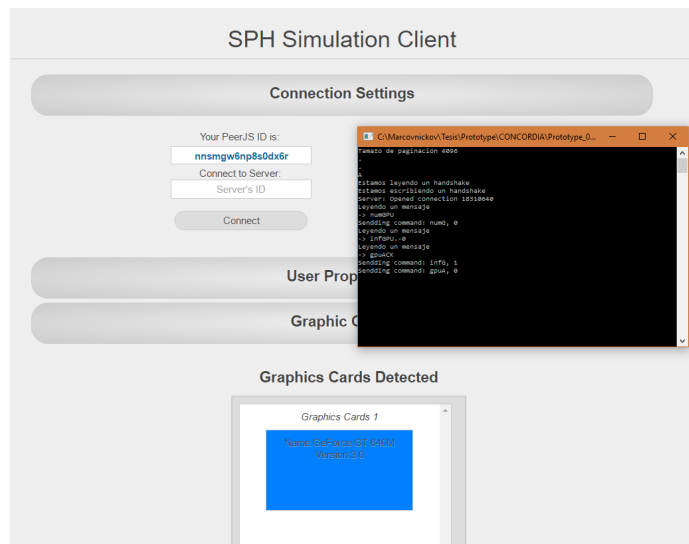 SPH Simulation Client
Connection Settings
Your PeerJS ID is:
nnsmgw6np8s0dx6r
Connect to Server:
Server's ID
Connect
User Prop
Graphic
Graphics Cards Detected
Graphics Cards 1
Name GeForce GT 640M
Version 3.0
C:\Marcovnickov\Tesis\Prototype\CONCORDIA\Prototype_0...
Tamaño de paginacion 4096
.
.
A
Estamos leyendo un handshake
Estamos escribiendo un handshake
Server: Opened connection 18310640
Leyendo un mensaje
-> numGPU
Sendding command: numG, 0
Leyendo un mensaje
-> infGPU.-0
Leyendo un mensaje
-> gpuACK
Sendding command: infG, 1
Sendding command: gpuA, 0